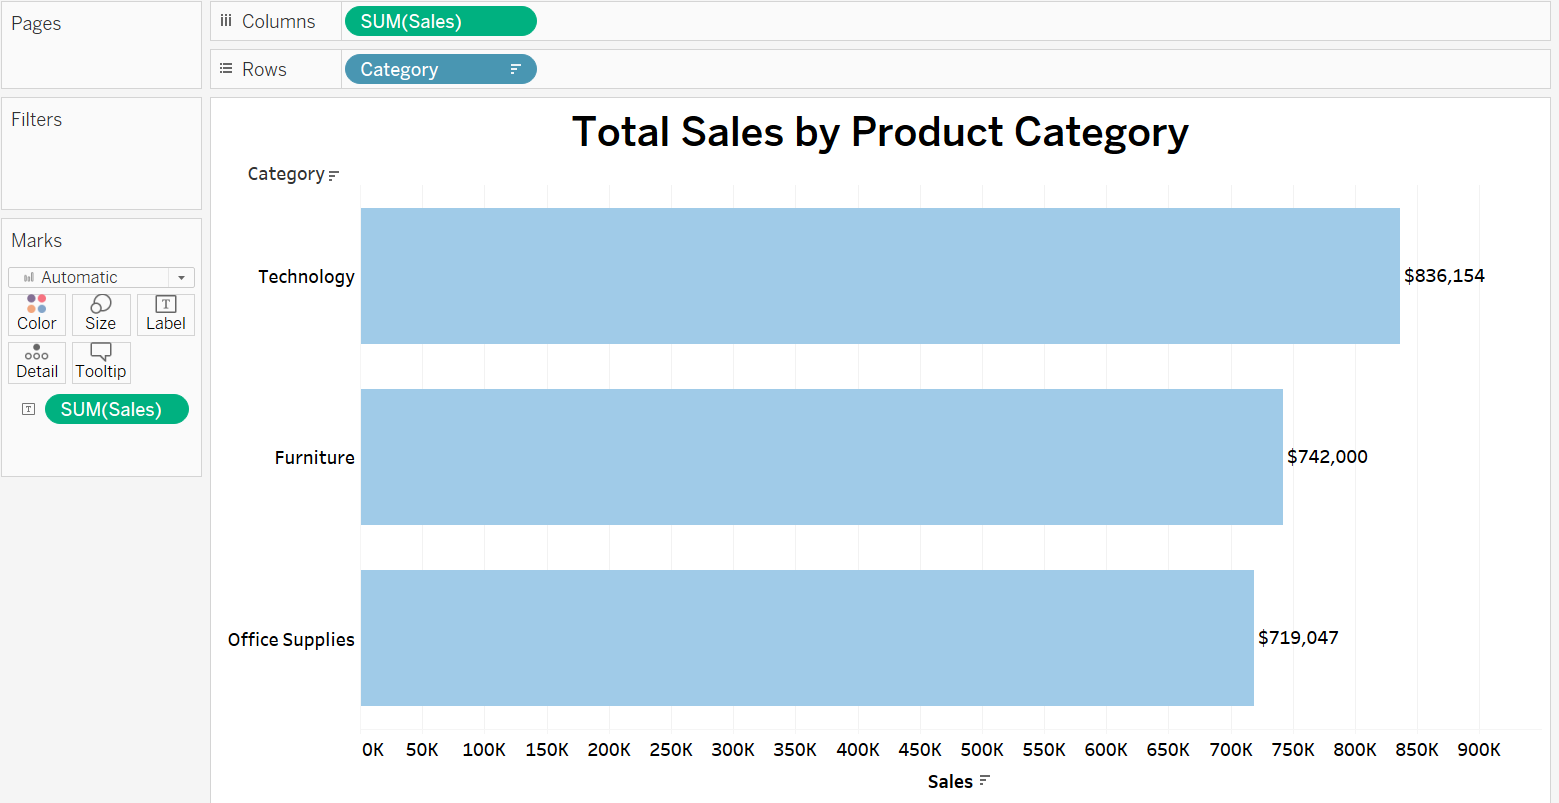 Pages
Columns
SUM(Sales)
Rows
Category
Filters
Marks
Automatic
Color
Size
Label
Detail
Tooltip
SUM(Sales)
Total Sales by Product Category
Category
Technology
$836,154
Furniture
$742,000
Office Supplies
$719,047
0K 50K 100K 150K 200K 250K 300K 350K 400K 450K 500K 550K 600K 650K 700K 750K 800K 850K 900K
Sales